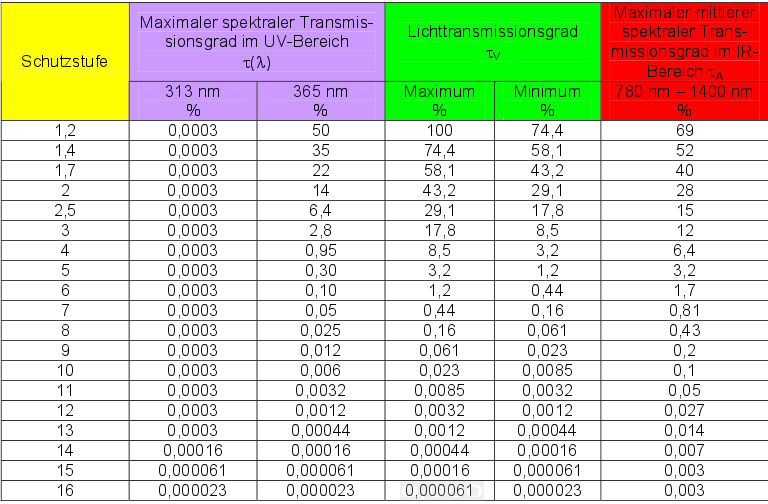 Schutzstufe
Maximaler spektraler Transmis-
sionsgrad im UV-Bereich
τ(λ)
Lichttransmissionsgrad
τV
Maximaler mittlerer
spektraler Trans-
missionsgrad im IR-
Bereich τA
313 nm 365 nm Maximum Minimum 780 nm – 1400 nm
% % % % %
1,2 0,0003 50 100 74,4 69
1,4 0,0003 35 74,4 58,1 52
1,7 0,0003 22 58,1 43,2 40
2 0,0003 14 43,2 29,1 28
2,5 0,0003 6,4 29,1 17,8 15
3 0,0003 2,8 17,8 8,5 12
4 0,0003 0,95 8,5 3,2 6,4
5 0,0003 0,30 3,2 1,2 3,2
6 0,0003 0,10 1,2 0,44 1,7
7 0,0003 0,05 0,44 0,16 0,81
8 0,0003 0,025 0,16 0,061 0,43
9 0,0003 0,012 0,061 0,023 0,2
10 0,0003 0,006 0,023 0,0085 0,1
11 0,0003 0,0032 0,0085 0,0032 0,05
12 0,0003 0,0012 0,0032 0,0012 0,027
13 0,0003 0,00044 0,0012 0,00044 0,014
14 0,00016 0,00016 0,00044 0,00016 0,007
15 0,000061 0,000061 0,00016 0,000061 0,003
16 0,000023 0,000023 0,000061 0,000023 0,003